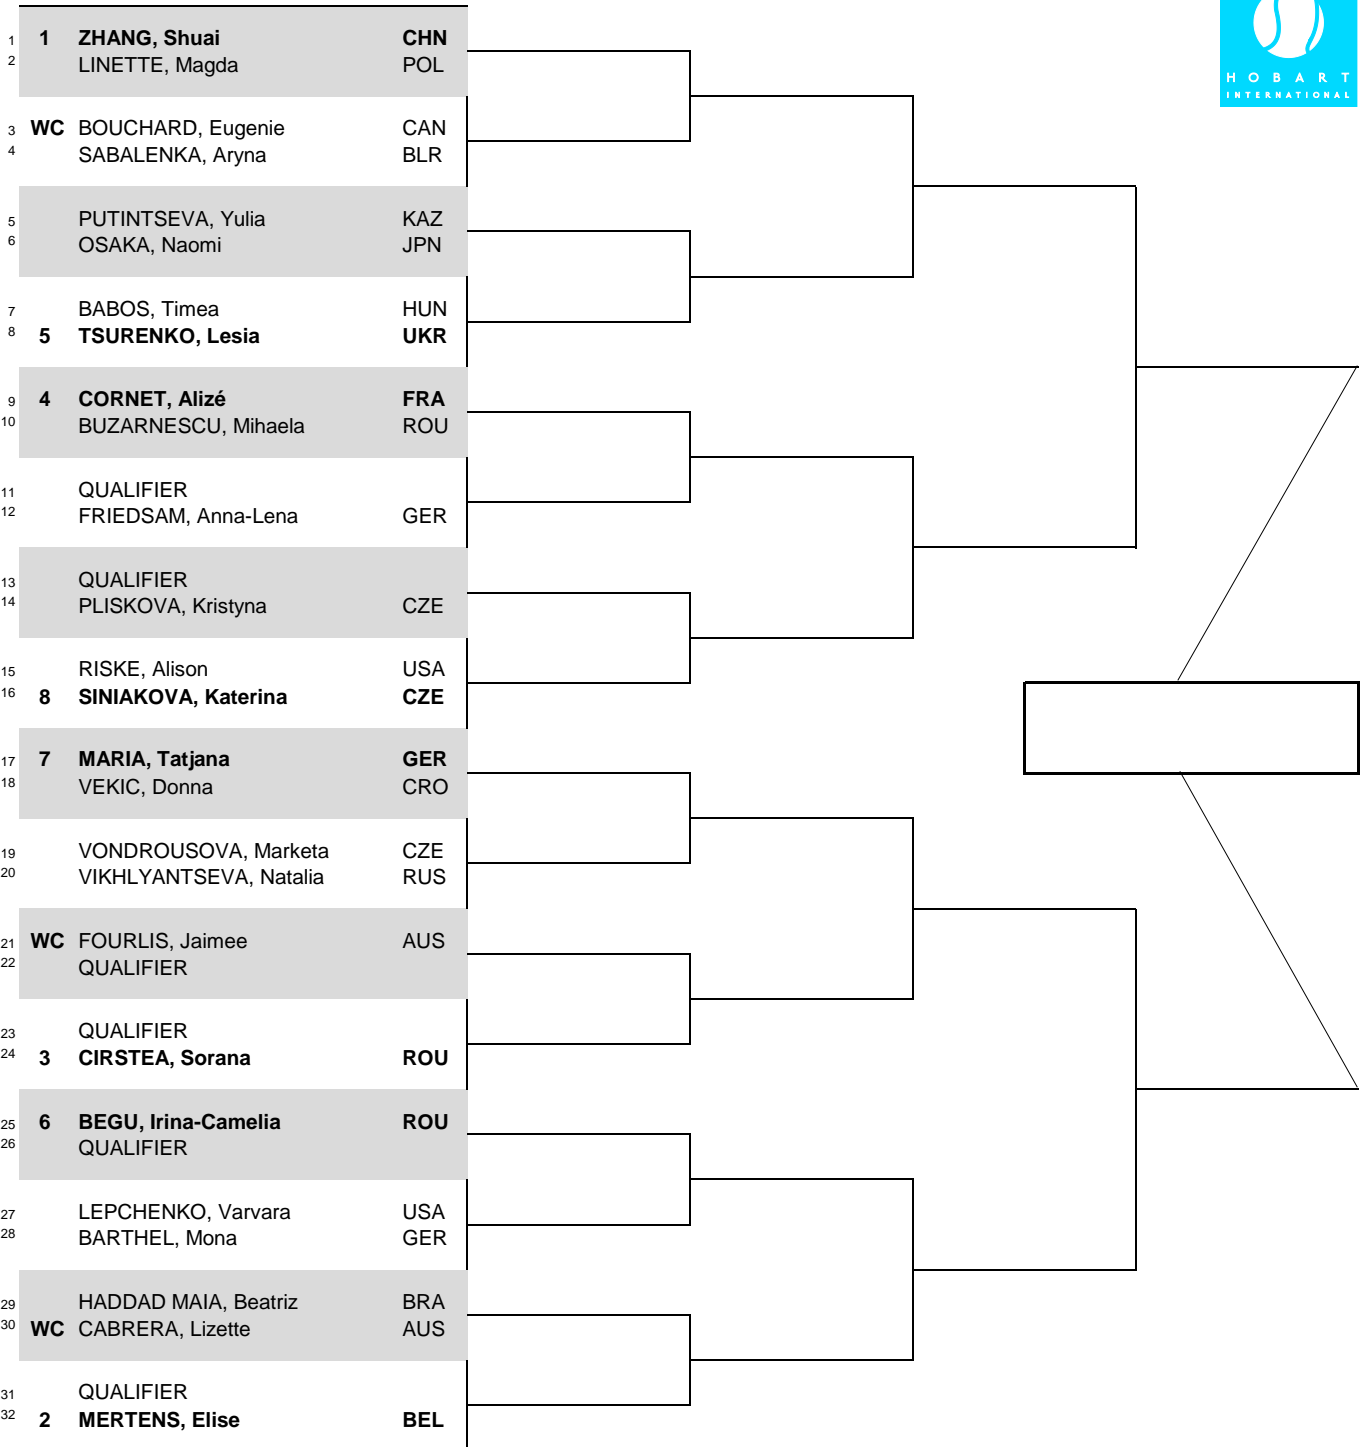 HOBART
INTERNATIONAL
1 1 ZHANG, Shuai CHN
2 LINETTE, Magda POL
3 WC BOUCHARD, Eugenie CAN
4 SABALENKA, Aryna BLR
5 PUTINTSEVA, Yulia KAZ
6 OSAKA, Naomi JPN
7 BABOS, Timea HUN
8 5 TSURENKO, Lesia UKR
9 4 CORNET, Alizé FRA
10 BUZARNESCU, Mihaela ROU
11 QUALIFIER
12 FRIEDSAM, Anna-Lena GER
13 QUALIFIER
14 PLISKOVA, Kristyna CZE
15 RISKE, Alison USA
16 8 SINIAKOVA, Katerina CZE
17 7 MARIA, Tatjana GER
18 VEKIC, Donna CRO
19 VONDROUSOVA, Marketa CZE
20 VIKHLYANTSEVA, Natalia RUS
21 WC FOURLIS, Jaimee AUS
22 QUALIFIER
23 QUALIFIER
24 3 CIRSTEA, Sorana ROU
25 6 BEGU, Irina-Camelia ROU
26 QUALIFIER
27 LEPCHENKO, Varvara USA
28 BARTHEL, Mona GER
29 HADDAD MAIA, Beatriz BRA
30 WC CABRERA, Lizette AUS
31 QUALIFIER
32 2 MERTENS, Elise BEL